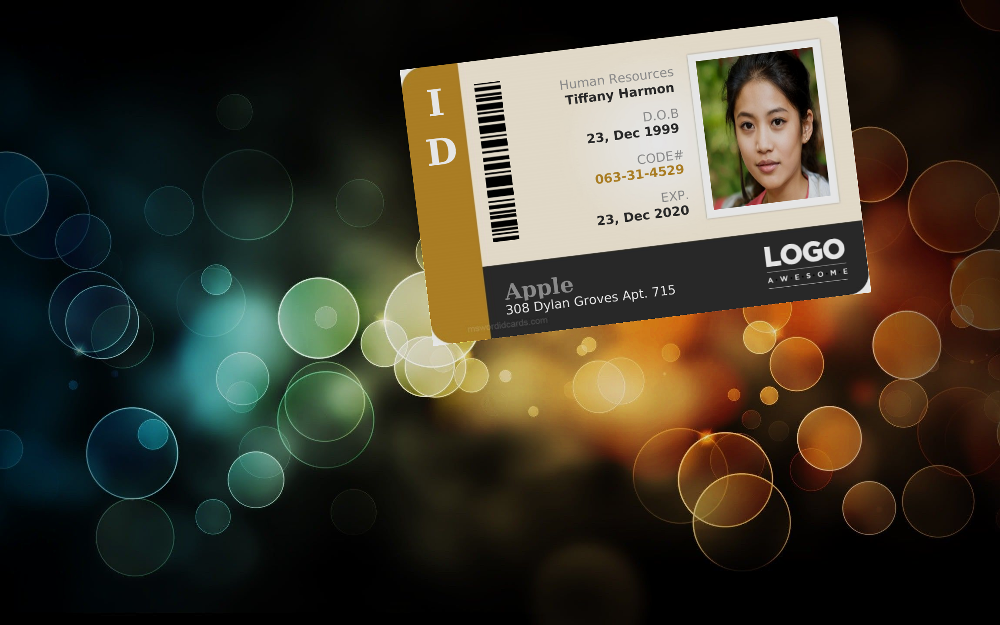 I
D
Human Resources
Tiffany Harmon
D.O.B
23, Dec 1999
CODE#
063-31-4529
EXP.
23, Dec 2020
Apple
308 Dylan Groves Apt. 715
LOGO
AWESOME